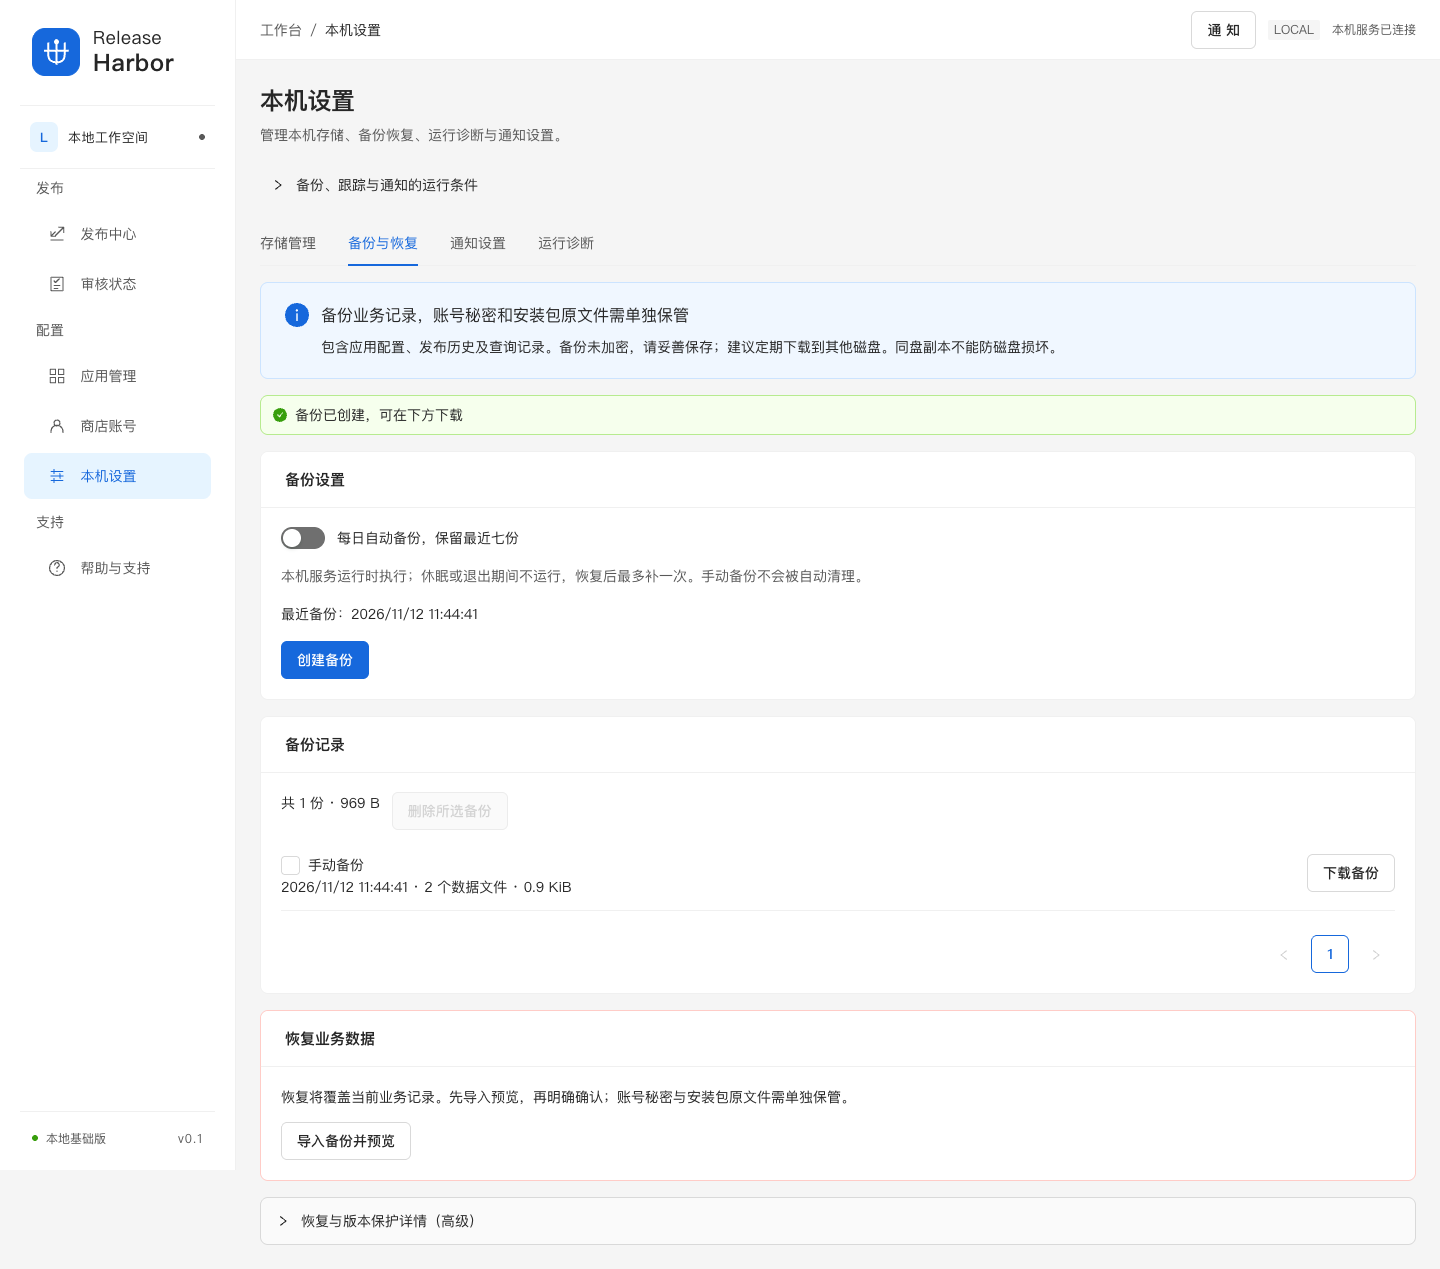 Release
Harbor
L 本地工作空间
发布
发布中心
审核状态
配置
应用管理
商店账号
本机设置
支持
帮助与支持
本地基础版 v0.1
工作台 / 本机设置
通 知 LOCAL 本机服务已连接
本机设置
管理本机存储、备份恢复、运行诊断与通知设置。
备份、跟踪与通知的运行条件
存储管理 备份与恢复 通知设置 运行诊断
备份业务记录，账号秘密和安装包原文件需单独保管
包含应用配置、发布历史及查询记录。备份未加密，请妥善保存；建议定期下载到其他磁盘。同盘副本不能防磁盘损坏。
备份已创建，可在下方下载
备份设置
每日自动备份，保留最近七份
本机服务运行时执行；休眠或退出期间不运行，恢复后最多补一次。手动备份不会被自动清理。
最近备份：2026/11/12 11:44:41
创建备份
备份记录
共 1 份 · 969 B 删除所选备份
手动备份
2026/11/12 11:44:41 · 2 个数据文件 · 0.9 KiB
下载备份
1
恢复业务数据
恢复将覆盖当前业务记录。先导入预览，再明确确认；账号秘密与安装包原文件需单独保管。
导入备份并预览
恢复与版本保护详情（高级）